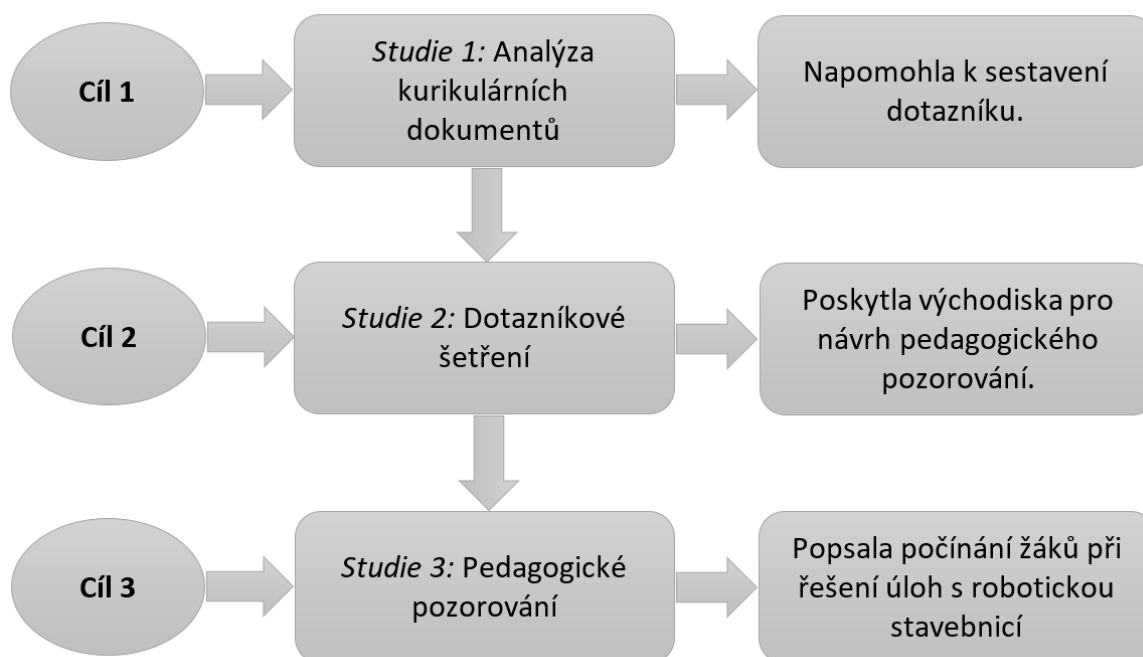 Cíl 1
Studie 1: Analýza
kurikulárních
dokumentů
Napomohla k sestavení
dotazníku.
Cíl 2
Studie 2: Dotazníkové
šetření
Poskytla východiska pro
návrh pedagogického
pozorování.
Cíl 3
Studie 3: Pedagogické
pozorování
Popsala počínání žáků při
řešení úloh s robotickou
stavebnicí